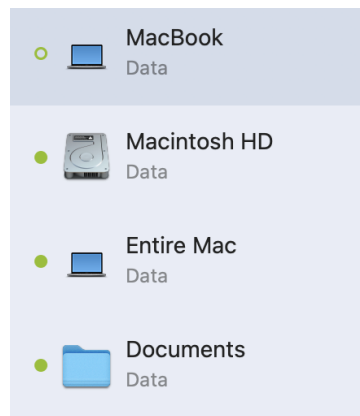 MacBook
Data
Macintosh HD
Data
Entire Mac
Data
Documents
Data